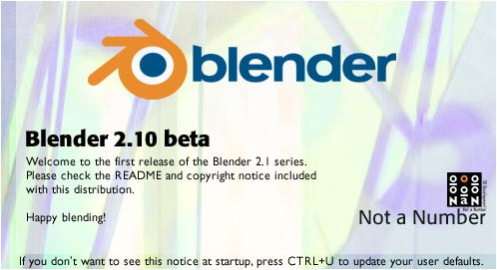 blender
Blender 2.10 beta
Welcome to the first release of the Blender 2.1 series.
Please check the README and copyright notice included
with this distribution.
Happy blending!
Not a Number
If you don't want to see this notice at startup, press CTRL+U to update your user defaults.